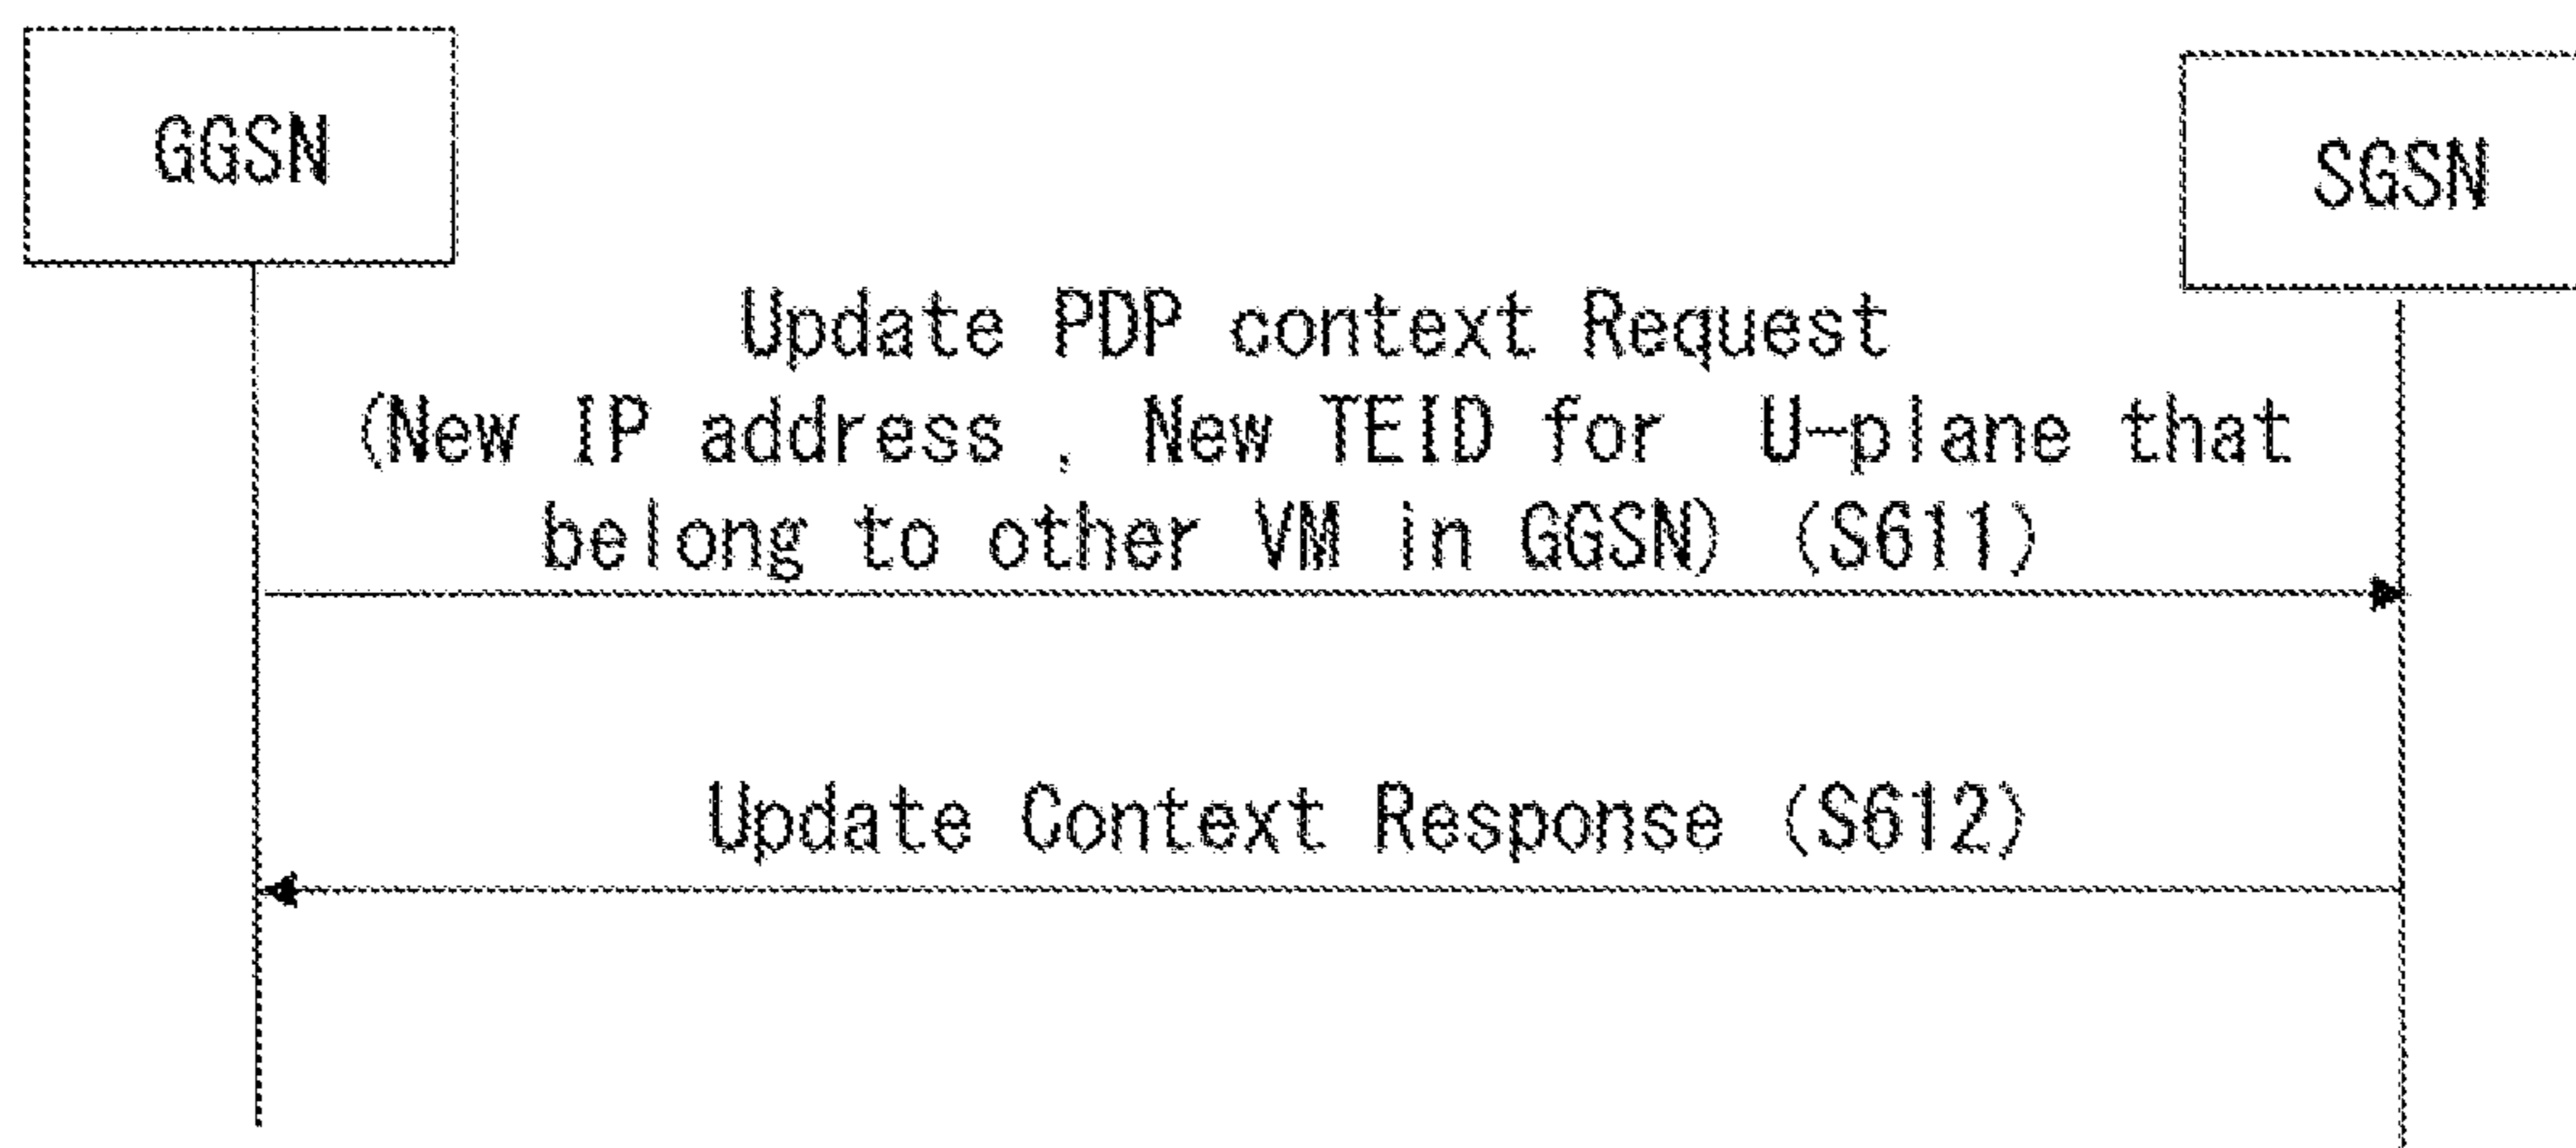 GGSN
SGSN
Update PDP context Request
(New IP address , New TEID for U-plane that
belong to other VM in GGSN) (S611)
Update Context Response (S612)